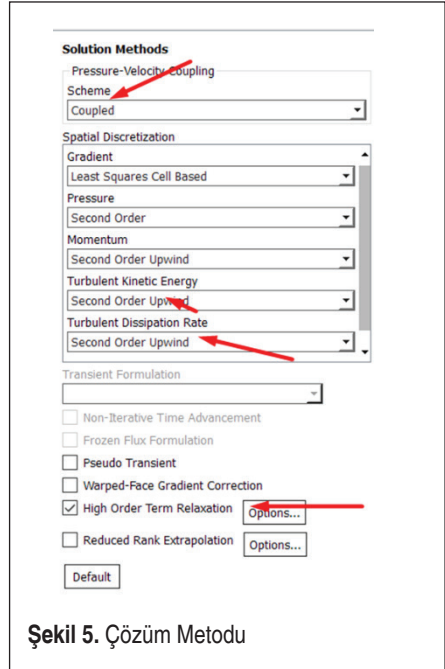 Solution Methods
Pressure-Velocity Coupling
Scheme
Coupled
Spatial Discretization
Gradient
Least Squares Cell Based
Pressure
Second Order
Momentum
Second Order Upwind
Turbulent Kinetic Energy
Second Order Upwind
Turbulent Dissipation Rate
Second Order Upwind
Transient Formulation
Non-Iterative Time Advancement
Frozen Flux Formulation
Pseudo Transient
Warped-Face Gradient Correction
High Order Term Relaxation Options...
Reduced Rank Extrapolation Options...
Default
Şekil 5. Çözüm Metodu